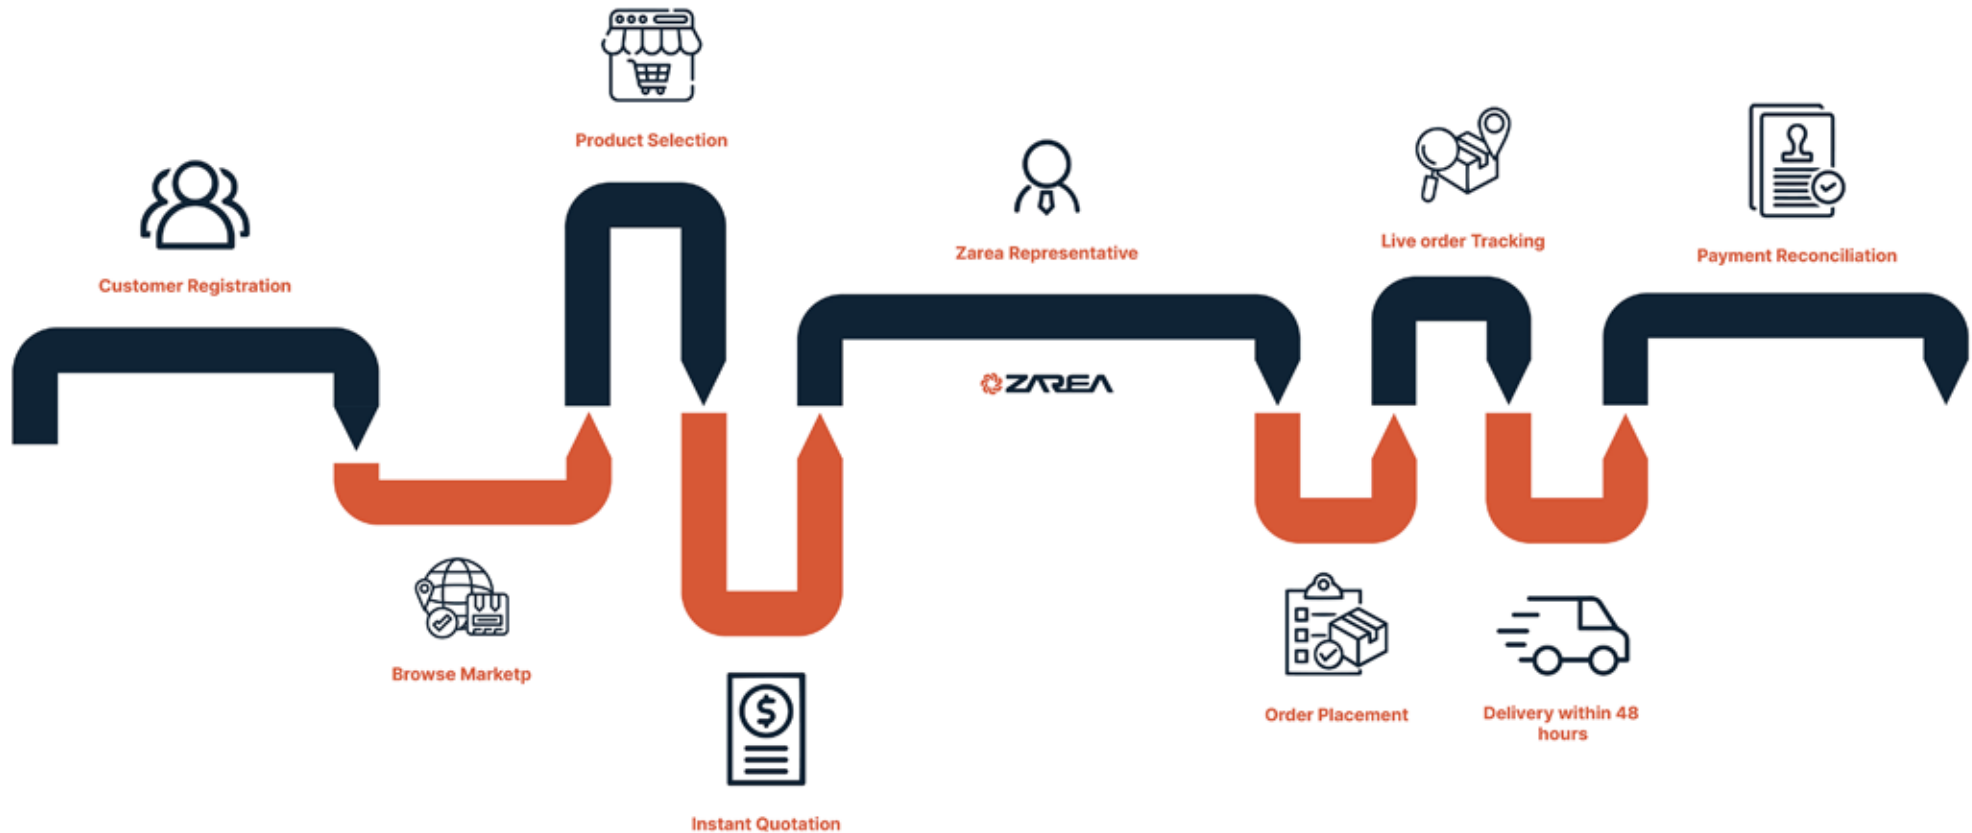 Customer Registration
Browse Marketp
Product Selection
Instant Quotation
Zarea Representative
ZAREA
Order Placement
Live order Tracking
Delivery within 48
hours
Payment Reconciliation